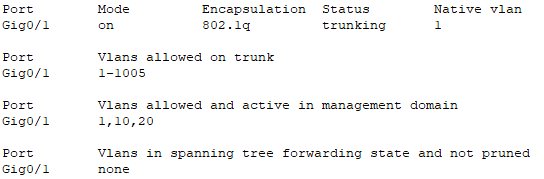 Port Mode Encapsulation Status Native vlan
Gig0/1 on 802.1q trunking 1
Port Vlans allowed on trunk
Gig0/1 1-1005
Port Vlans allowed and active in management domain
Gig0/1 1,10,20
Port Vlans in spanning tree forwarding state and not pruned
Gig0/1 none